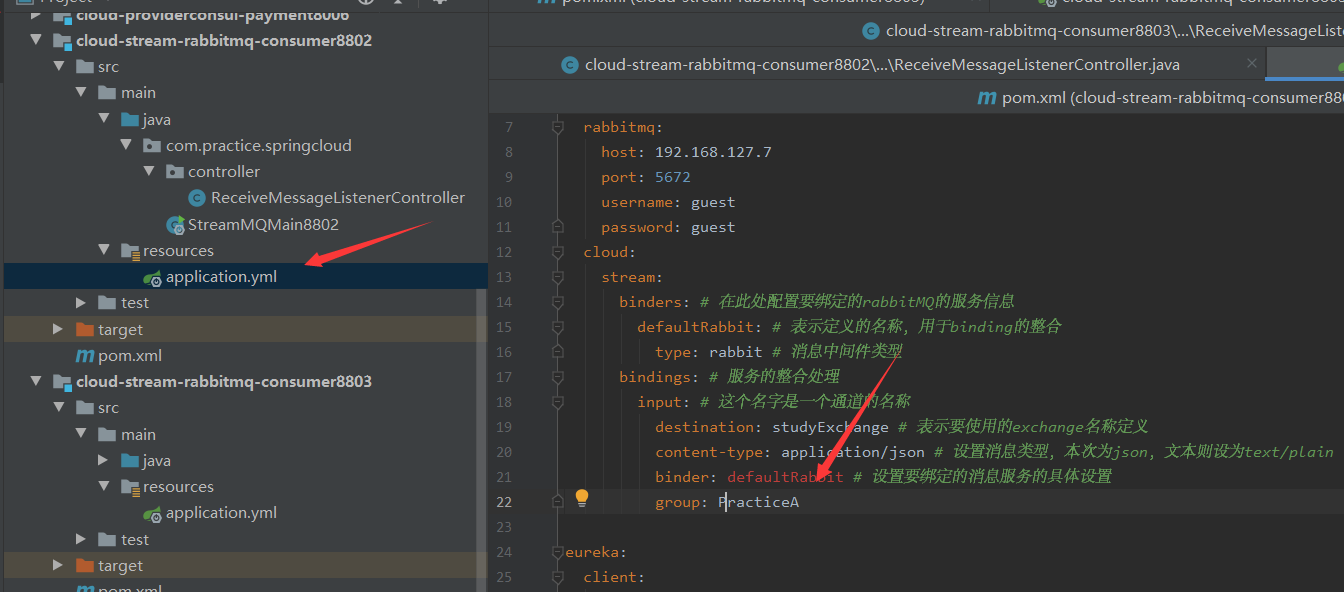 Project
cloud-providerconsul-payment8006
cloud-stream-rabbitmq-consumer8802
src
main
java
com.practice.springcloud
controller
ReceiveMessageListenerController
StreamMQMain8802
resources
application.yml
test
target
pom.xml
cloud-stream-rabbitmq-consumer8803
src
main
java
resources
application.yml
test
target
pom.xml
cloud-stream-rabbitmq-consumer8803\...\ReceiveMessageListe
cloud-stream-rabbitmq-consumer8802\...\ReceiveMessageListenerController.java
pom.xml (cloud-stream-rabbitmq-consumer880
7 rabbitmq:
8 host: 192.168.127.7
9 port: 5672
10 username: guest
11 password: guest
12 cloud:
13 stream:
14 binders: # 在此处配置要绑定的rabbitMQ的服务信息
15 defaultRabbit: # 表示定义的名称，用于binding的整合
16 type: rabbit # 消息中间件类型
17 bindings: # 服务的整合处理
18 input: # 这个名字是一个通道的名称
19 destination: studyExchange # 表示要使用的exchange名称定义
20 content-type: application/json # 设置消息类型，本次为json，文本则设为text/plain
21 binder: defaultRabbit # 设置要绑定的消息服务的具体设置
22 group: PracticeA
23
24 eureka:
25 client: